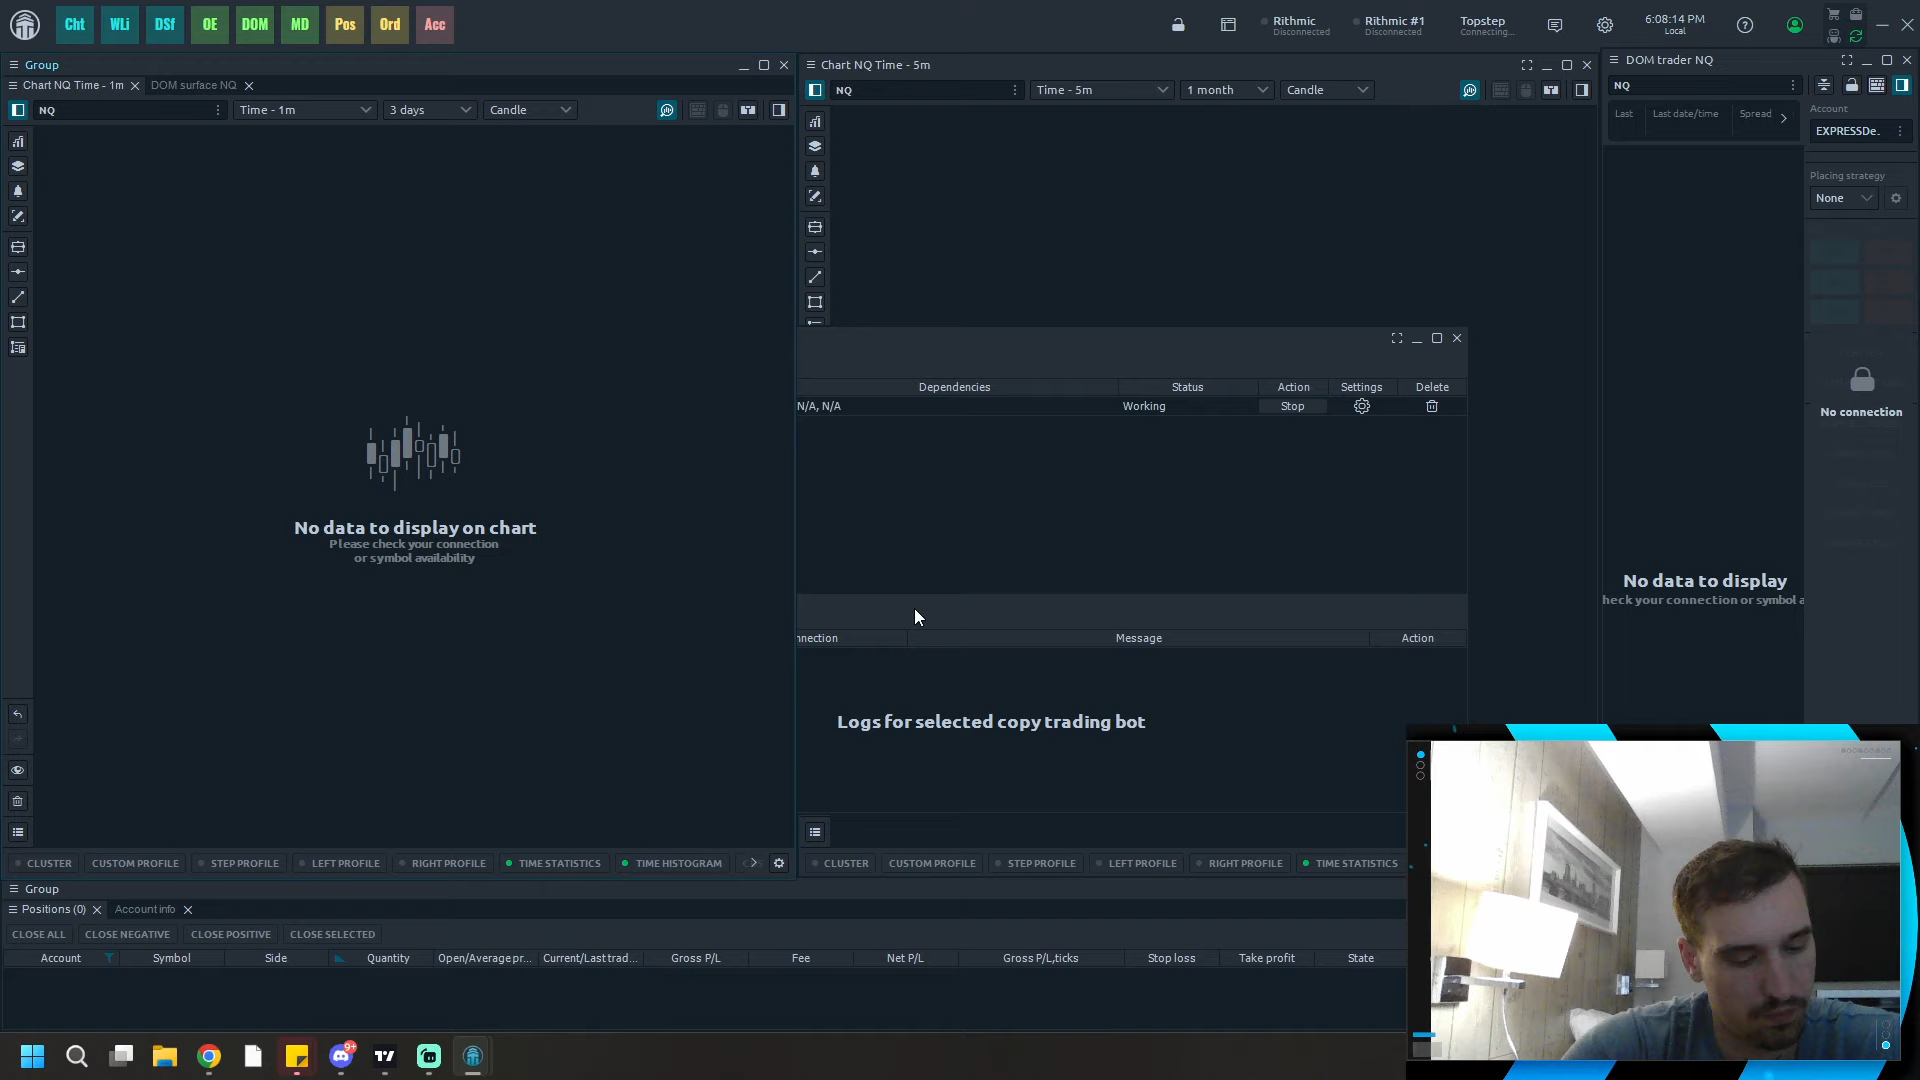 Cht
WLi
DSf
OE
DOM
MD
Pos
Ord
Acc
Rithmic
Disconnected
Rithmic #1
Disconnected
Topstep
Connecting...
6:08:14 PM
Local
Group
Chart NQ Time - 1m
DOM surface NQ
NQ
Time - 1m
3 days
Candle
No data to display on chart
Please check your connection
or symbol availability
CLUSTER
CUSTOM PROFILE
STEP PROFILE
LEFT PROFILE
RIGHT PROFILE
TIME STATISTICS
TIME HISTOGRAM
Chart NQ Time - 5m
NQ
Time - 5m
1 month
Candle
Dependencies
Status
Action
Settings
Delete
N/A, N/A
Working
Stop
nnection
Message
Action
Logs for selected copy trading bot
CLUSTER
CUSTOM PROFILE
STEP PROFILE
LEFT PROFILE
RIGHT PROFILE
TIME STATISTICS
DOM trader NQ
NQ
Last
Last date/time
Spread
Account
EXPRESSDe.
Placing strategy
None
No connection
No data to display
heck your connection or symbol a
Group
Positions (0)
Account info
CLOSE ALL
CLOSE NEGATIVE
CLOSE POSITIVE
CLOSE SELECTED
Account
Symbol
Side
Quantity
Open/Average pr...
Current/Last trad...
Gross P/L
Fee
Net P/L
Gross P/L,ticks
Stop loss
Take profit
State
9+